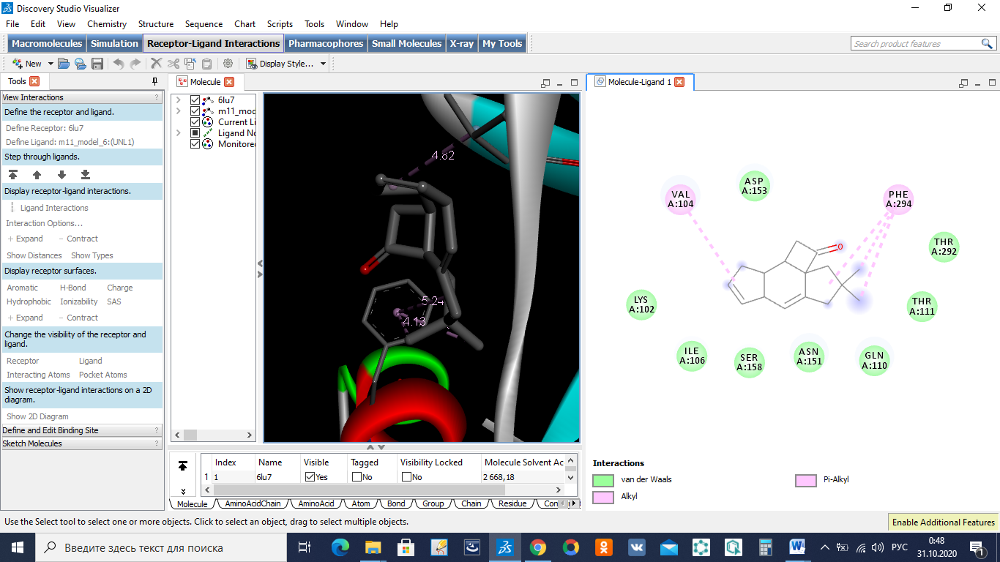 Discovery Studio Visualizer
File Edit View Chemistry Structure Sequence Chart Scripts Tools Window Help
Macromolecules Simulation Receptor-Ligand Interactions Pharmacophores Small Molecules X-ray My Tools
Search product features
New Display Style...
Tools
View Interactions ?
Define the receptor and ligand.
Define Receptor: 6lu7
Define Ligand: m11_model_6:(UNL1)
Step through ligands.
Display receptor-ligand interactions.
Ligand Interactions
Interaction Options...
+ Expand − Contract
Show Distances Show Types
Display receptor surfaces.
Aromatic H-Bond Charge
Hydrophobic Ionizability SAS
+ Expand − Contract
Change the visibility of the receptor and
ligand.
Receptor Ligand
Interacting Atoms Pocket Atoms
Show receptor-ligand interactions on a 2D
diagram.
Show 2D Diagram
Define and Edit Binding Site ?
Sketch Molecules ?
Molecule
6lu7
m11_mod
Current Li
Ligand No
Monitore
4.82
5.24
4.13
Index Name Visible Tagged Visibility Locked Molecule Solvent Ac
1 1 6lu7 Yes No No 2 668,18
Molecule AminoAcidChain AminoAcid Atom Bond Group Chain Residue Con
Molecule-Ligand 1
VAL
A:104
ASP
A:153
PHE
A:294
THR
A:292
O
LYS
A:102
THR
A:111
ILE
A:106
SER
A:158
ASN
A:151
GLN
A:110
Interactions
van der Waals
Alkyl
Pi-Alkyl
Use the Select tool to select one or more objects. Click to select an object, drag to select multiple objects.
Enable Additional Features
Введите здесь текст для поиска
РУС
0:48
31.10.2020
1